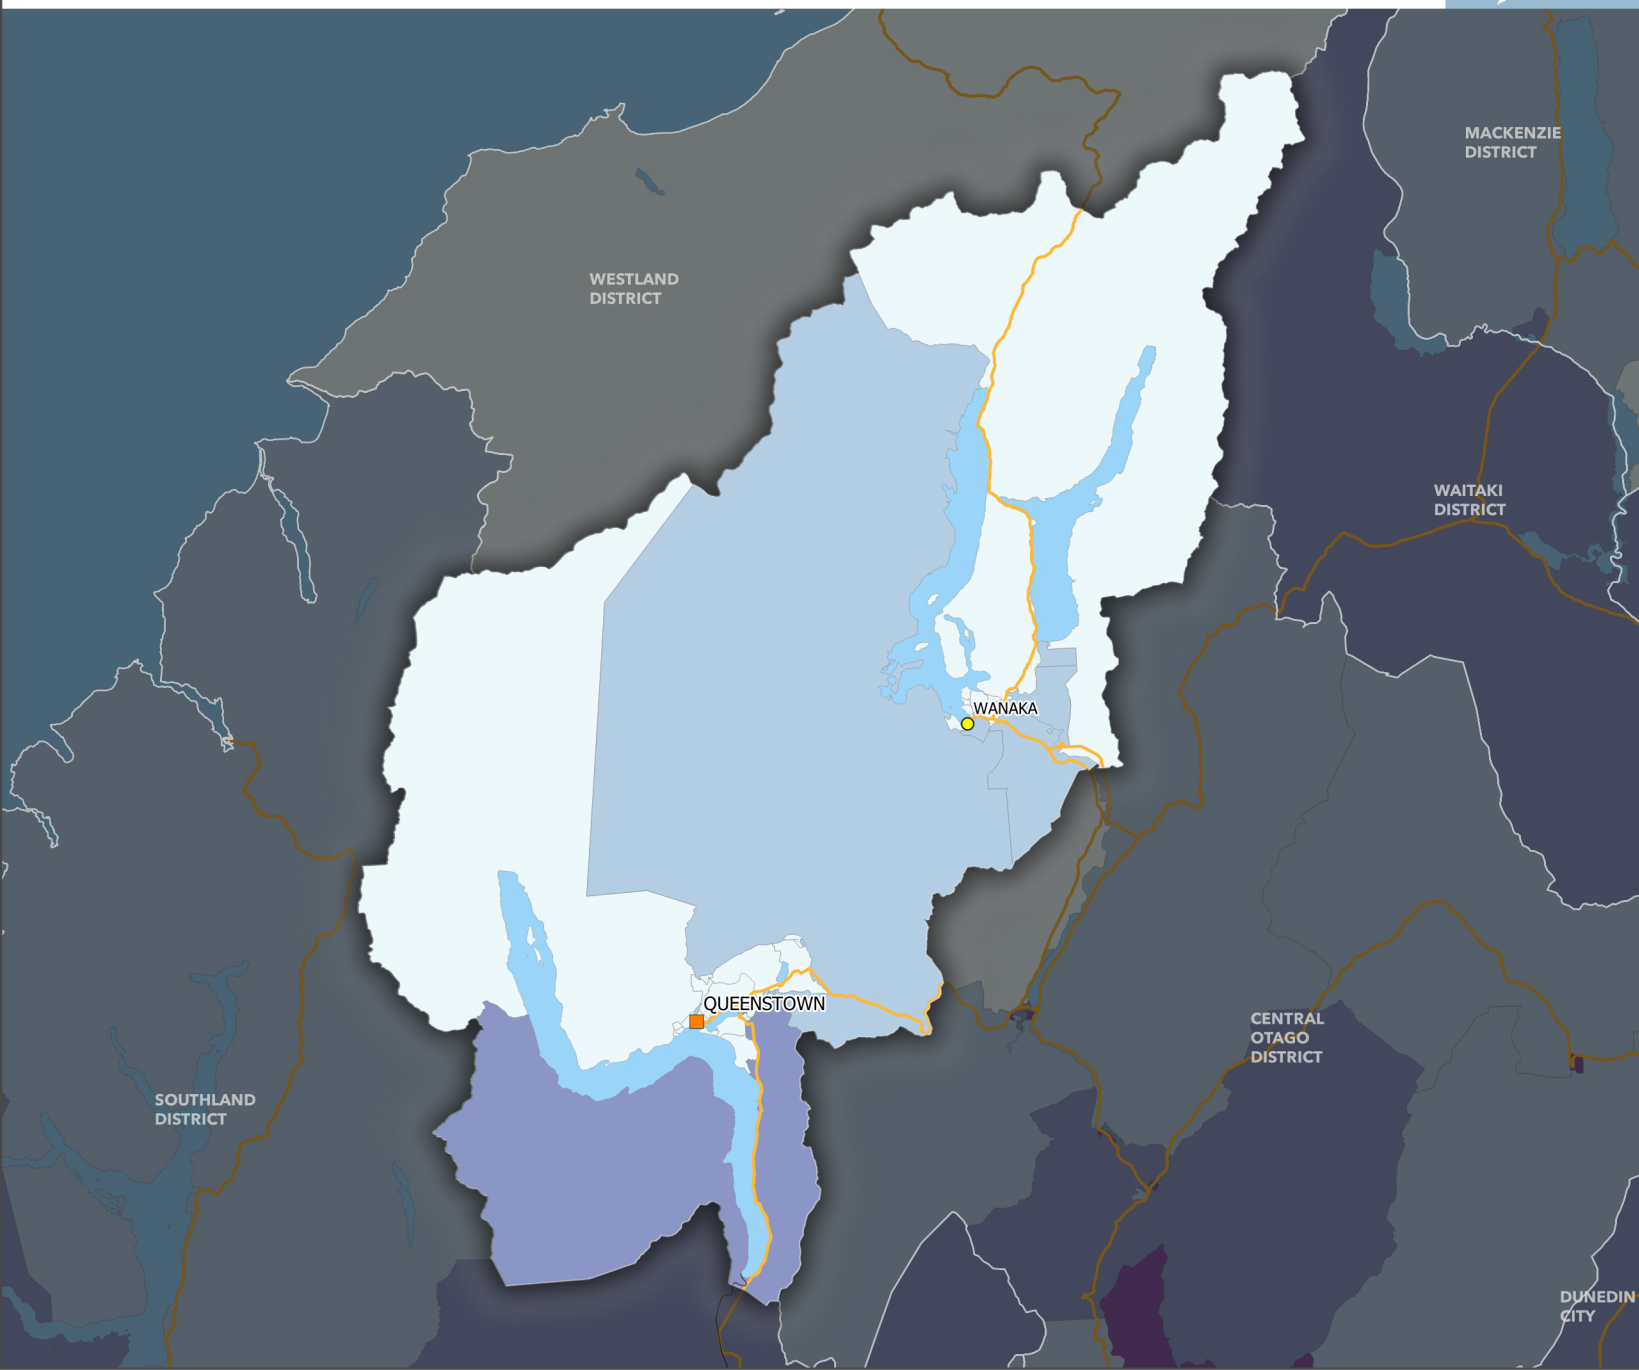 MACKENZIE
DISTRICT
WESTLAND
DISTRICT
WAITAKI
DISTRICT
WANAKA
QUEENSTOWN
CENTRAL
OTAGO
DISTRICT
SOUTHLAND
DISTRICT
DUNEDIN
CITY